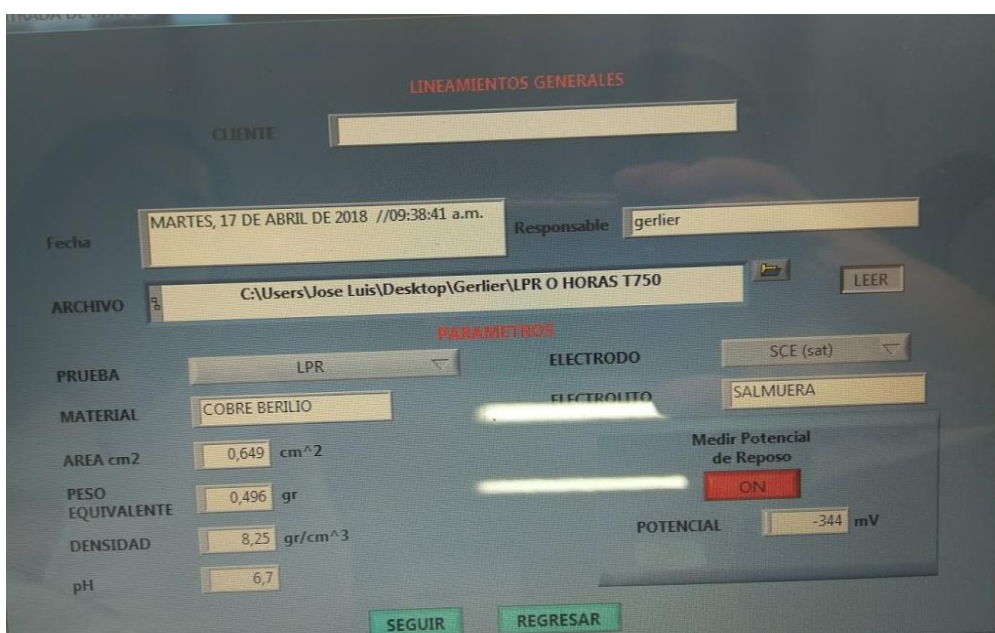 LINEAMIENTOS GENERALES
CLIENTE
MARTES, 17 DE ABRIL DE 2018 //09:38:41 a.m.
Fecha
Responsable gerlier
ARCHIVO C:\Users\Jose Luis\Desktop\Gerlier\LPR O HORAS T750 LEER
PARAMETROS
PRUEBA LPR ELECTRODO SCE (sat)
MATERIAL COBRE BERILIO ELECTROLITO SALMUERA
AREA cm2 0,649 cm^2
Medir Potencial
de Reposo
ON
PESO
EQUIVALENTE 0,496 gr
POTENCIAL -344 mV
DENSIDAD 8,25 gr/cm^3
pH 6,7
SEGUIR REGRESAR